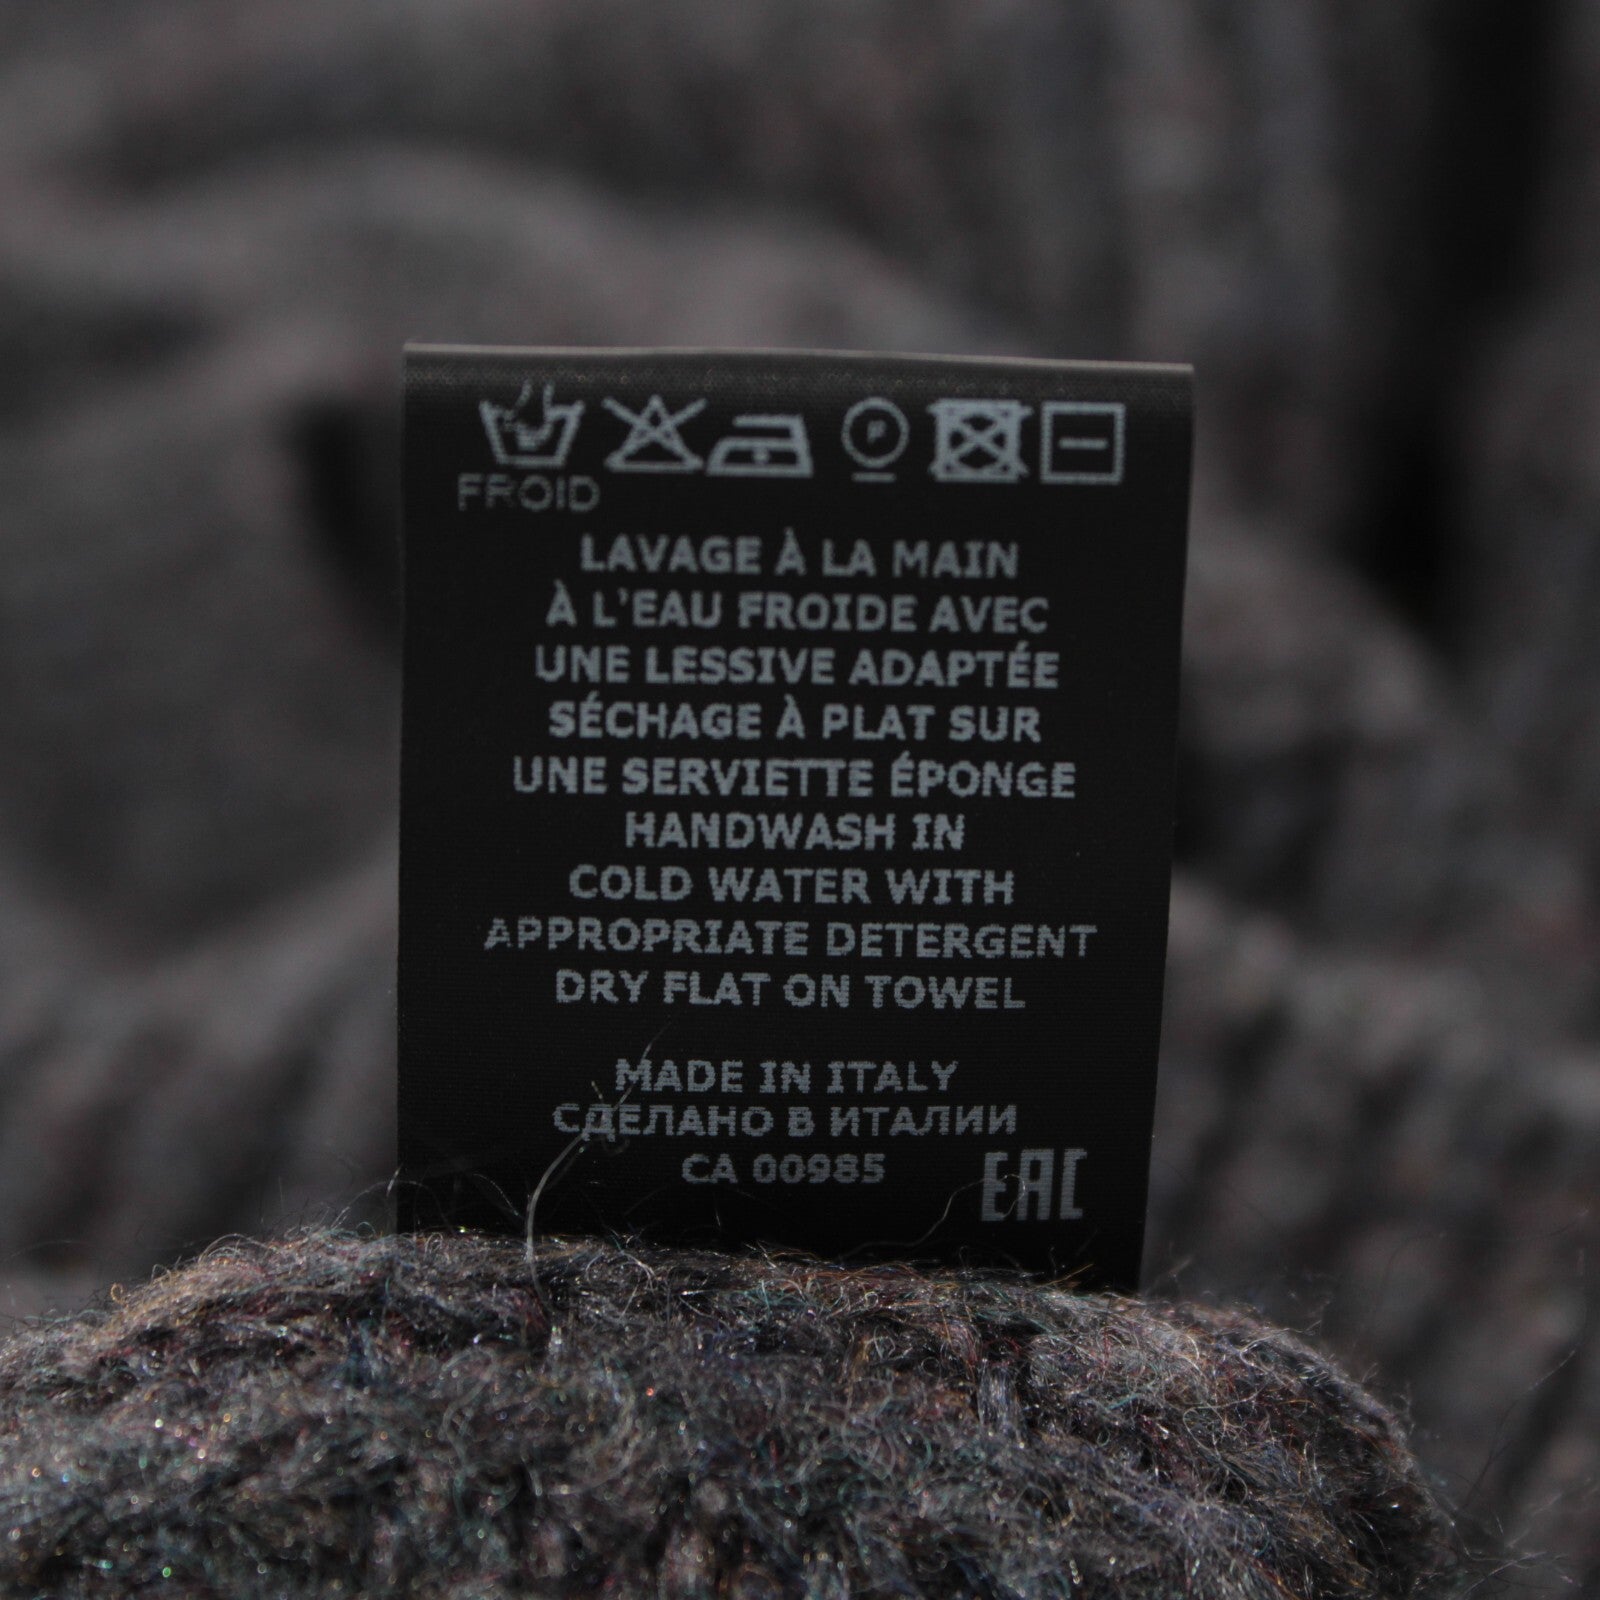 P
FROID
LAVAGE À LA MAIN
À L'EAU FROIDE AVEC
UNE LESSIVE ADAPTÉE
SÉCHAGE À PLAT SUR
UNE SERVIETTE ÉPONGE
HANDWASH IN
COLD WATER WITH
APPROPRIATE DETERGENT
DRY FLAT ON TOWEL
MADE IN ITALY
СДЕЛАНО В ИТАЛИИ
CA 00985
EAC